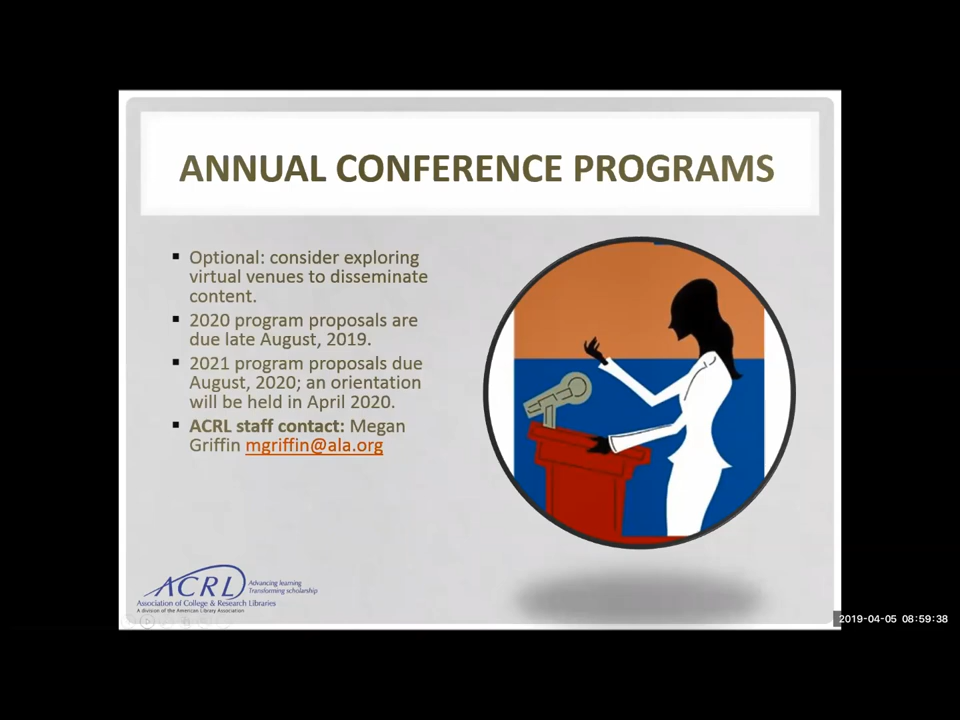 ANNUAL CONFERENCE PROGRAMS
▪ Optional: consider exploring
virtual venues to disseminate
content.
▪ 2020 program proposals are
due late August, 2019.
▪ 2021 program proposals due
August, 2020; an orientation
will be held in April 2020.
▪ ACRL staff contact: Megan
Griffin mgriffin@ala.org
ACRL Advancing learning
Transforming scholarship
Association of College & Research Libraries
A division of the American Library Association
2019-04-05 08:59:38